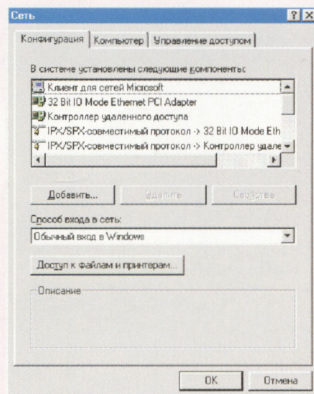 Сеть
Конфигурация Компьютер Управление доступом
В системе установлены следующие компоненты:
Клиент для сетей Microsoft
32 Bit IO Mode Ethernet PCI Adapter
Контроллер удаленного доступа
IPX/SPX-совместимый протокол -> 32 Bit IO Mode Eth
IPX/SPX-совместимый протокол -> Контроллер удале
Добавить... Удалить Свойства
Способ входа в сеть:
Обычный вход в Windows
Доступ к файлам и принтерам...
Описание
OK Отмена